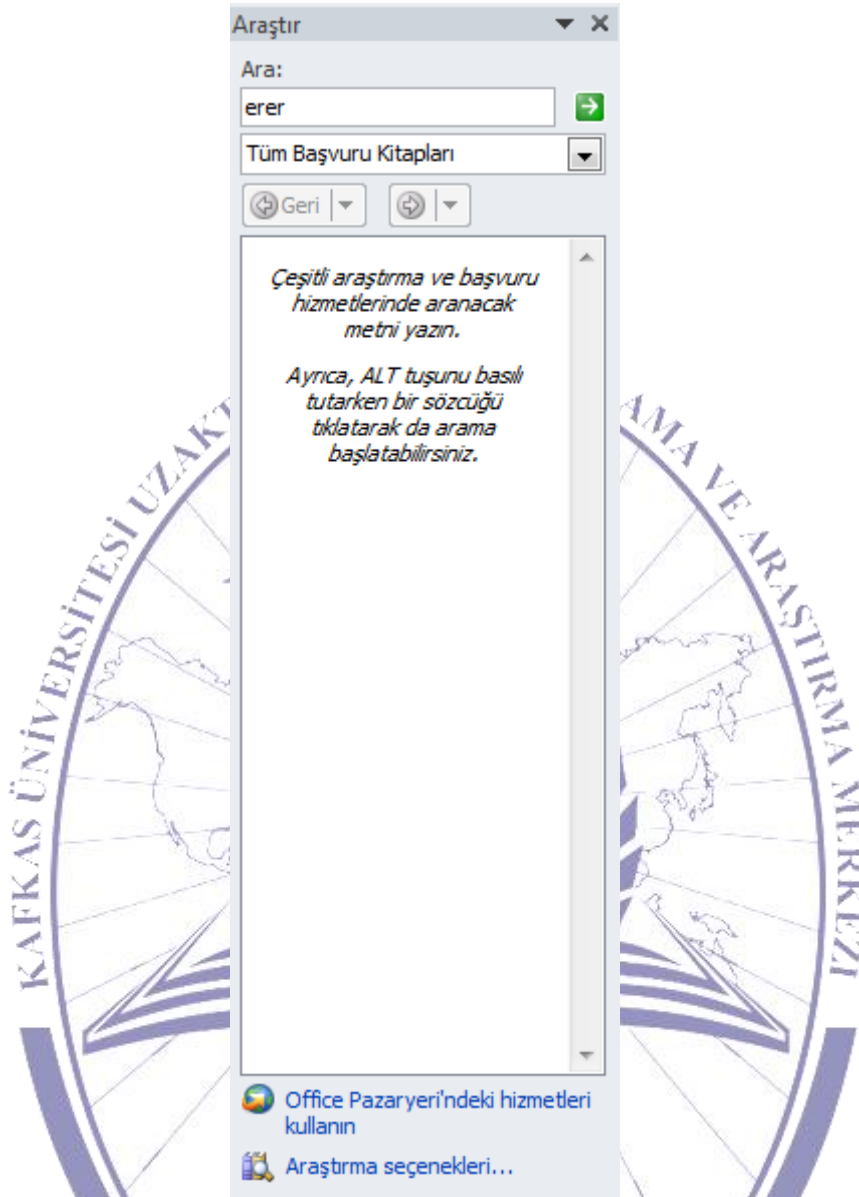 Araştır
Ara:
erer
Tüm Başvuru Kitapları
Geri
Çeşitli araştırma ve başvuru
hizmetlerinde aranacak
metni yazın.
Ayrıca, ALT tuşunu basılı
tutarken bir sözcüğü
tıklatarak da arama
başlatabilirsiniz.
KAFKAS ÜNİVERSİTESİ
AMA VE ARAŞTIRMA MERKEZİ
Office Pazaryeri'ndeki hizmetleri
kullanın
Araştırma seçenekleri...